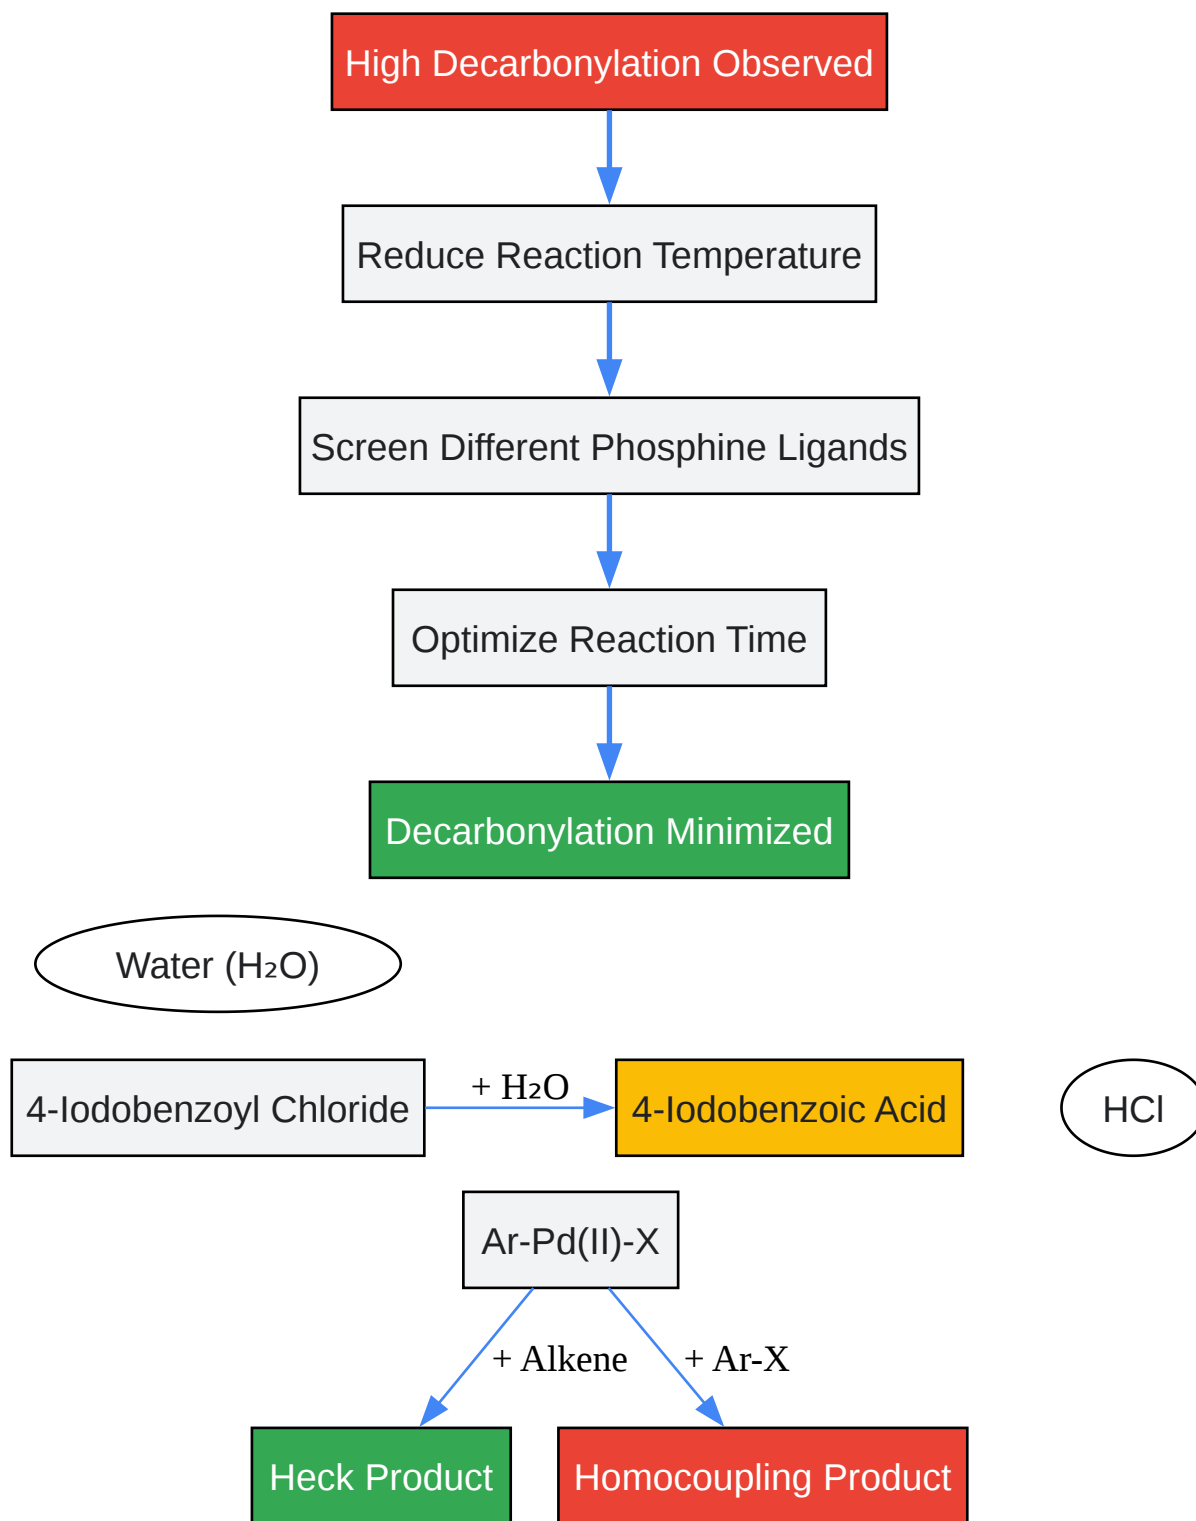 High Decarbonylation Observed
Reduce Reaction Temperature
Screen Different Phosphine Ligands
Optimize Reaction Time
Decarbonylation Minimized
Water (H₂O)
4-Iodobenzoyl Chloride
+ H₂O
4-Iodobenzoic Acid
HCl
Ar-Pd(II)-X
+ Alkene
+ Ar-X
Heck Product
Homocoupling Product